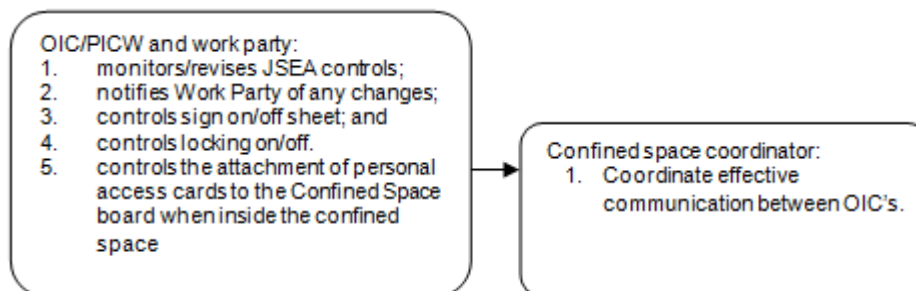 OIC/PICW and work party:
1. monitors/revises JSEA controls;
2. notifies Work Party of any changes;
3. controls sign on/off sheet; and
4. controls locking on/off.
5. controls the attachment of personal
access cards to the Confined Space
board when inside the confined
space
Confined space coordinator:
1. Coordinate effective
communication between OIC's.